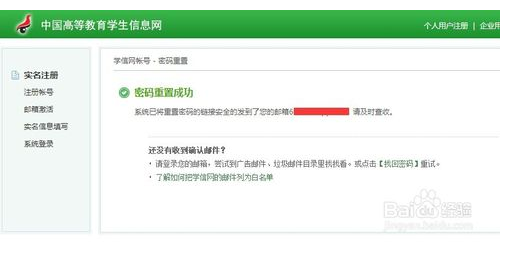 中国高等教育学生信息网
个人用户注册 | 企业用
实名注册
注册帐号
邮箱激活
实名信息填写
系统登录
学信网帐号 - 密码重置
密码重置成功
系统已将重置密码的链接安全的发到了您的邮箱6 请及时查收。
还没有收到确认邮件？
· 请登录您的邮箱，尝试到广告邮件、垃圾邮件目录里找找看。或点击【找回密码】重试。
· 了解如何把学信网的邮件列为白名单
Baidu 经验
jingyan.baidu.com